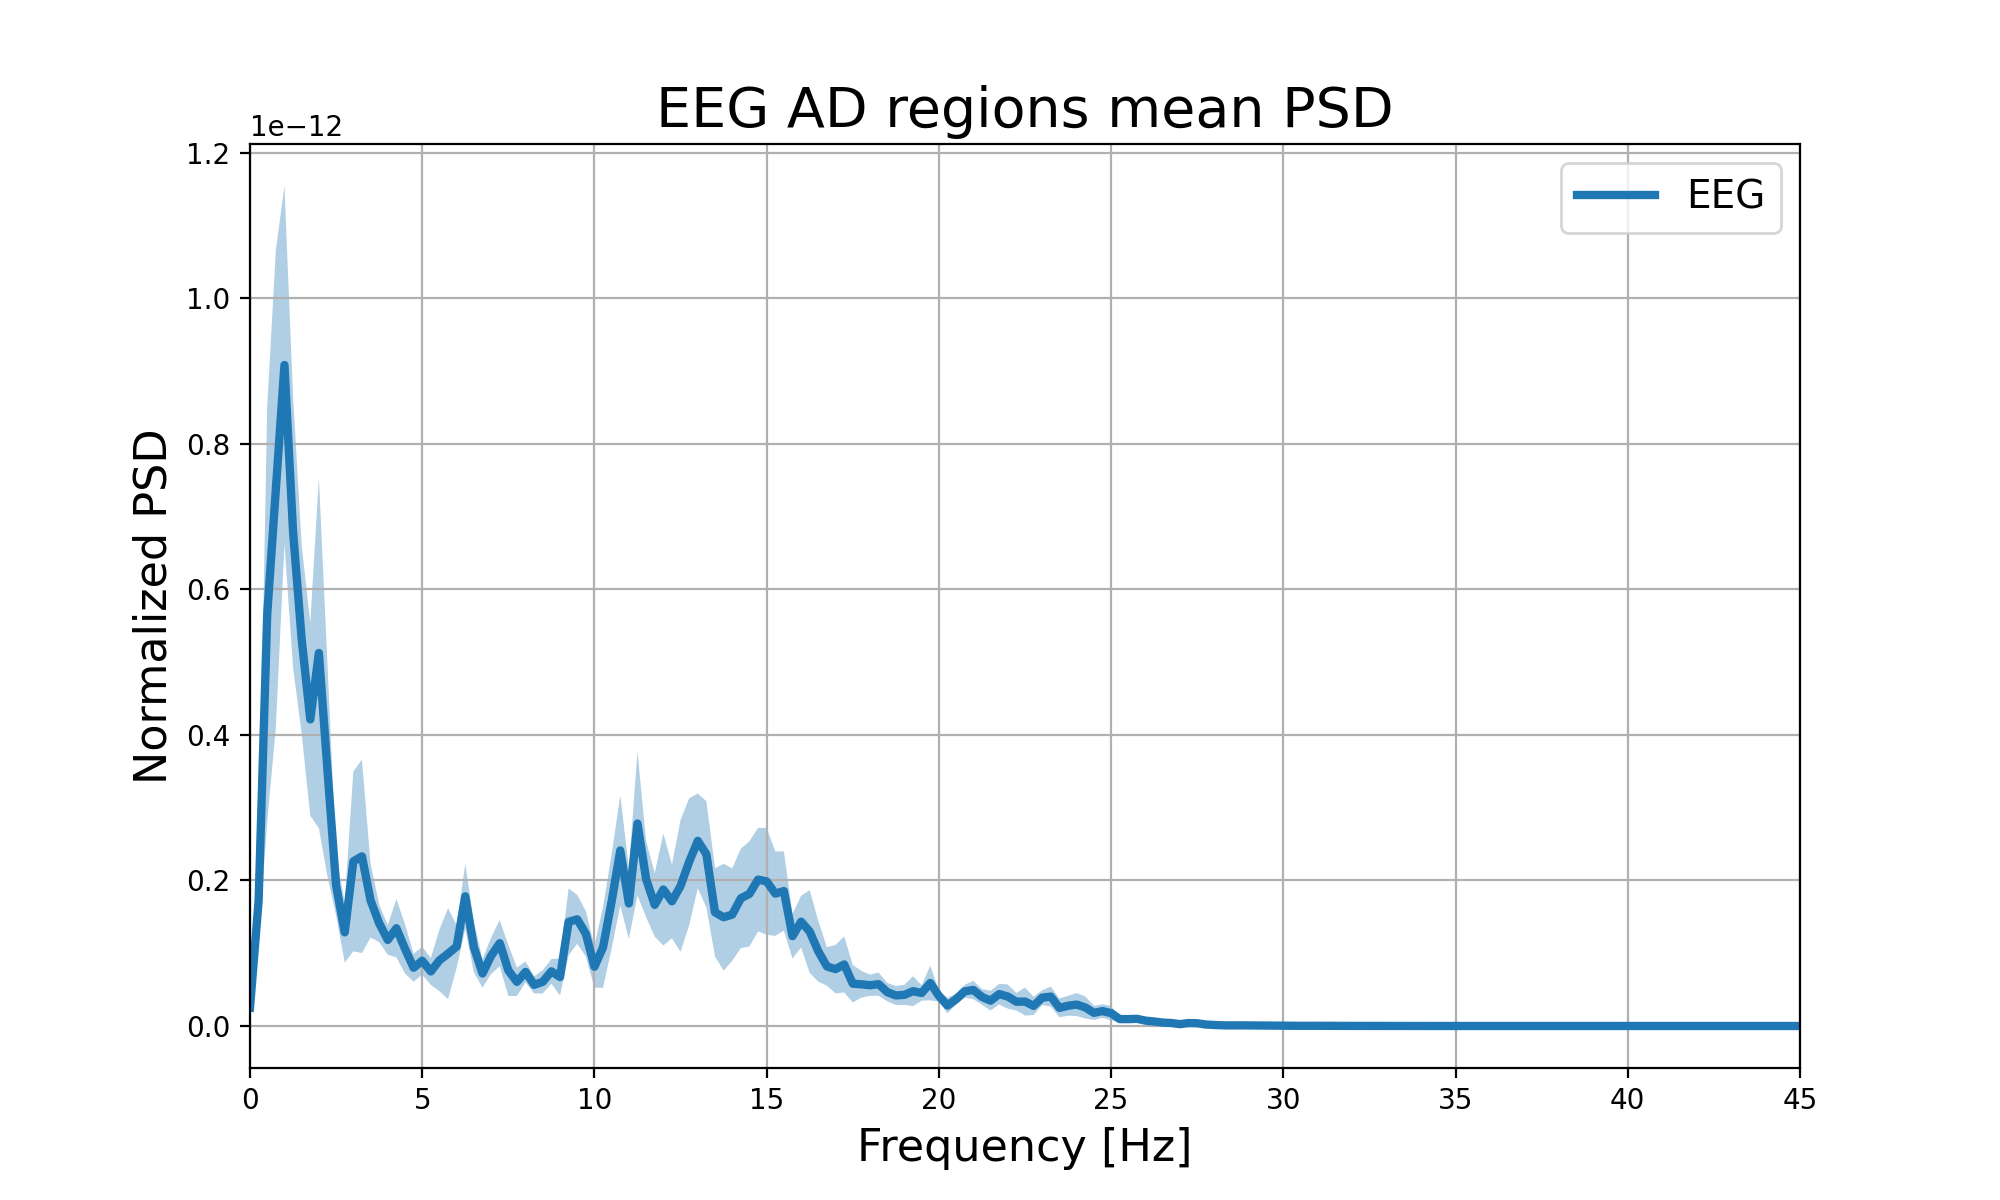 EEG AD regions mean PSD
1e−12
1.2
1.0
0.8
0.6
0.4
0.2
0.0
Normalized PSD
EEG
0 5 10 15 20 25 30 35 40 45
Frequency [Hz]